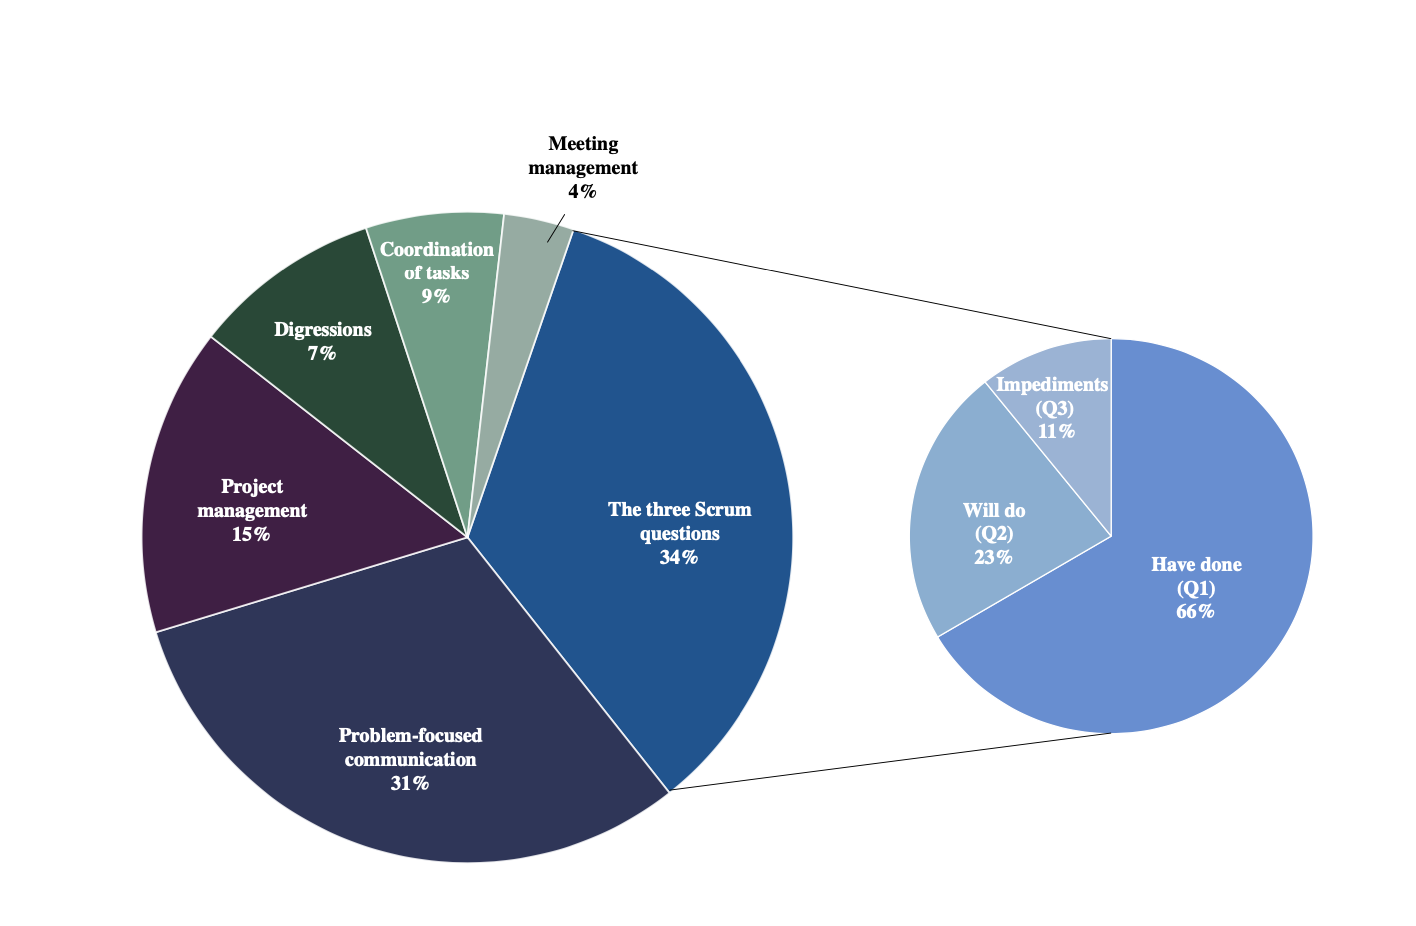 Meeting
management
4%
Coordination
of tasks
9%
Digressions
7%
Project
management
15%
The three Scrum
questions
34%
Problem-focused
communication
31%
Impediments
(Q3)
11%
Will do
(Q2)
23%
Have done
(Q1)
66%